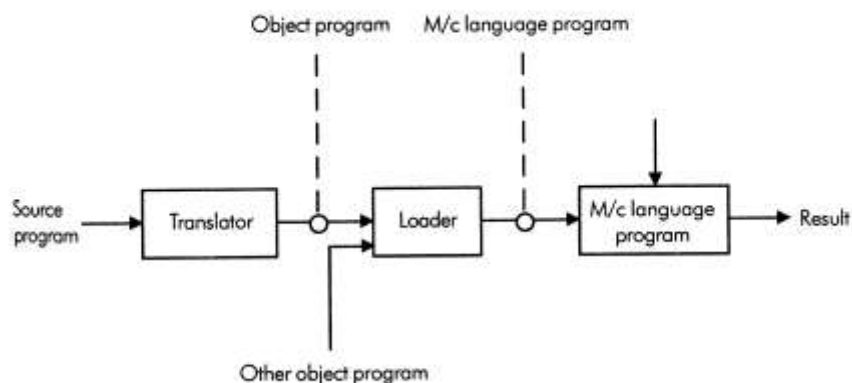 Object program
M/c language program
Source
program
Translator
Loader
M/c language
program
Result
Other object program